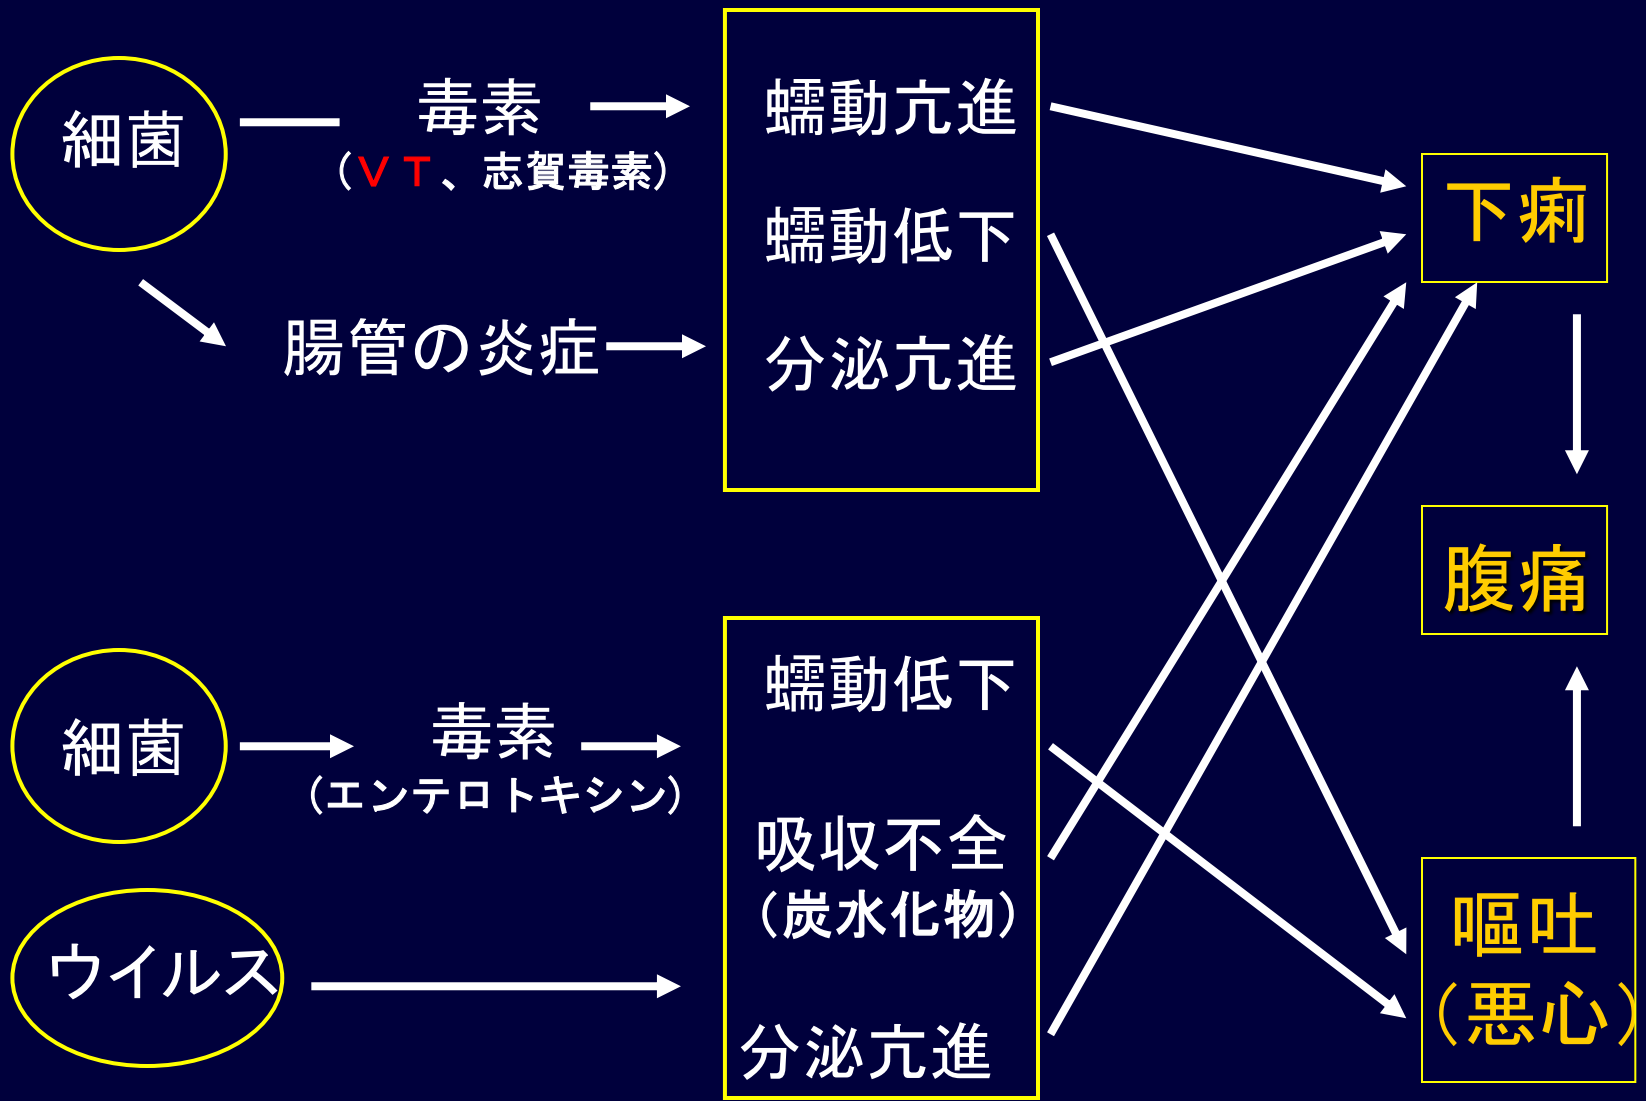 細菌
毒素
（ＶＴ、志賀毒素）
腸管の炎症
蠕動亢進
蠕動低下
分泌亢進
細菌
毒素
（エンテロトキシン）
ウイルス
蠕動低下
吸収不全
（炭水化物）
分泌亢進
下痢
腹痛
嘔吐
（悪心）